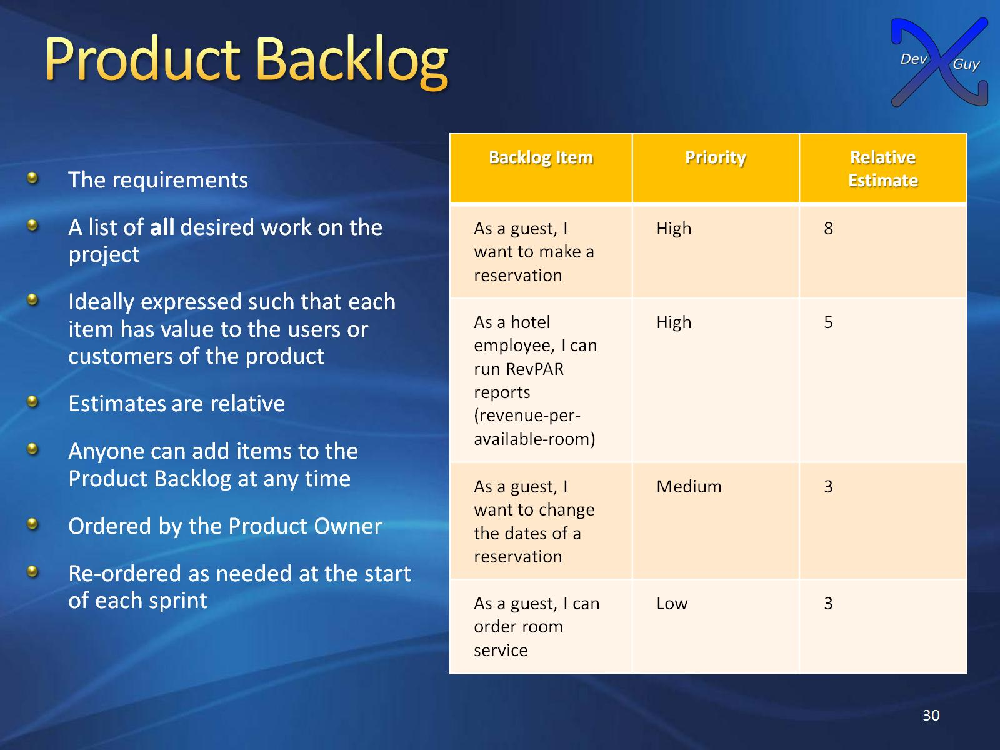 Product Backlog
Dev Guy
The requirements
A list of all desired work on the
project
Ideally expressed such that each
item has value to the users or
customers of the product
Estimates are relative
Anyone can add items to the
Product Backlog at any time
Ordered by the Product Owner
Re-ordered as needed at the start
of each sprint
Backlog Item
Priority
Relative
Estimate
As a guest, I
want to make a
reservation
High
8
As a hotel
employee, I can
run RevPAR
reports
(revenue-per-
available-room)
High
5
As a guest, I
want to change
the dates of a
reservation
Medium
3
As a guest, I can
order room
service
Low
3
30